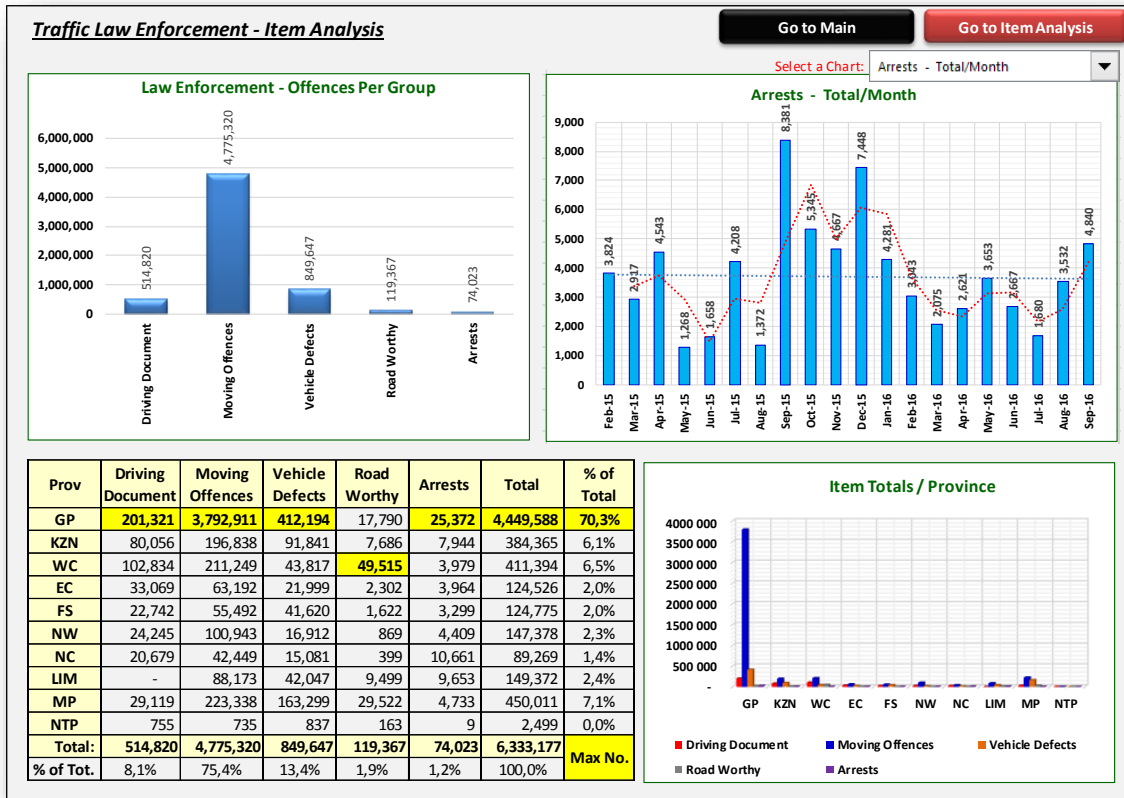 Traffic Law Enforcement - Item Analysis
Go to Main
Go to Item Analysis
Select a Chart:
Arrests - Total/Month
Law Enforcement - Offences Per Group
6,000,000
5,000,000
4,000,000
3,000,000
2,000,000
1,000,000
0
514,820
4,775,320
849,647
119,367
74,023
Driving Document
Moving Offences
Vehicle Defects
Road Worthy
Arrests
Arrests - Total/Month
9,000
8,000
7,000
6,000
5,000
4,000
3,000
2,000
1,000
0
3,824
2,917
4,543
1,268
1,658
4,208
1,372
8,381
5,345
4,667
7,448
4,281
3,043
2,075
2,621
3,653
2,667
1,680
3,532
4,840
Feb-15
Mar-15
Apr-15
May-15
Jun-15
Jul-15
Aug-15
Sep-15
Oct-15
Nov-15
Dec-15
Jan-16
Feb-16
Mar-16
Apr-16
May-16
Jun-16
Jul-16
Aug-16
Sep-16
Prov Driving Document Moving Offences Vehicle Defects Road Worthy Arrests Total % of Total
GP 201,321 3,792,911 412,194 17,790 25,372 4,449,588 70,3%
KZN 80,056 196,838 91,841 7,686 7,944 384,365 6,1%
WC 102,834 211,249 43,817 49,515 3,979 411,394 6,5%
EC 33,069 63,192 21,999 2,302 3,964 124,526 2,0%
FS 22,742 55,492 41,620 1,622 3,299 124,775 2,0%
NW 24,245 100,943 16,912 869 4,409 147,378 2,3%
NC 20,679 42,449 15,081 399 10,661 89,269 1,4%
LIM - 88,173 42,047 9,499 9,653 149,372 2,4%
MP 29,119 223,338 163,299 29,522 4,733 450,011 7,1%
NTP 755 735 837 163 9 2,499 0,0%
Total: 514,820 4,775,320 849,647 119,367 74,023 6,333,177 Max No.
% of Tot. 8,1% 75,4% 13,4% 1,9% 1,2% 100,0%
Item Totals / Province
4000 000
3500 000
3000 000
2500 000
2000 000
1500 000
1000 000
500 000
-
GP KZN WC EC FS NW NC LIM MP NTP
Driving Document Moving Offences Vehicle Defects
Road Worthy Arrests